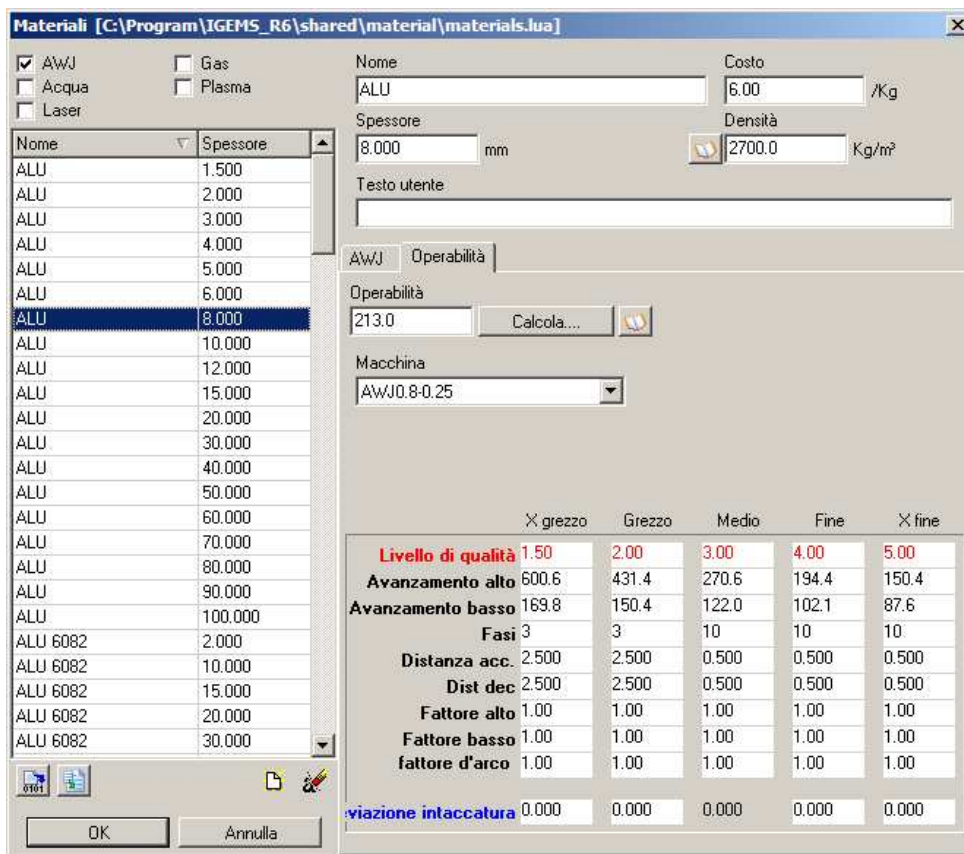 Materiali [C:\Program\IGEMS_R6\shared\material\materials.lua]
AWJ Gas
Acqua Plasma
Laser
Nome Spessore
ALU 1.500
ALU 2.000
ALU 3.000
ALU 4.000
ALU 5.000
ALU 6.000
ALU 8.000
ALU 10.000
ALU 12.000
ALU 15.000
ALU 20.000
ALU 30.000
ALU 40.000
ALU 50.000
ALU 60.000
ALU 70.000
ALU 80.000
ALU 90.000
ALU 100.000
ALU 6082 2.000
ALU 6082 10.000
ALU 6082 15.000
ALU 6082 20.000
ALU 6082 30.000
0101
OK Annulla
Nome Costo
ALU 6.00 /Kg
Spessore Densità
8.000 mm 2700.0 Kg/m³
Testo utente
AWJ Operabilità
Operabilità
213.0 Calcola....
Macchina
AWJ0.8-0.25
X grezzo Grezzo Medio Fine X fine
Livello di qualità 1.50 2.00 3.00 4.00 5.00
Avanzamento alto 600.6 431.4 270.6 194.4 150.4
Avanzamento basso 169.8 150.4 122.0 102.1 87.6
Fasi 3 3 10 10 10
Distanza acc. 2.500 2.500 0.500 0.500 0.500
Dist dec 2.500 2.500 0.500 0.500 0.500
Fattore alto 1.00 1.00 1.00 1.00 1.00
Fattore basso 1.00 1.00 1.00 1.00 1.00
fattore d'arco 1.00 1.00 1.00 1.00 1.00
viazione intaccatura 0.000 0.000 0.000 0.000 0.000